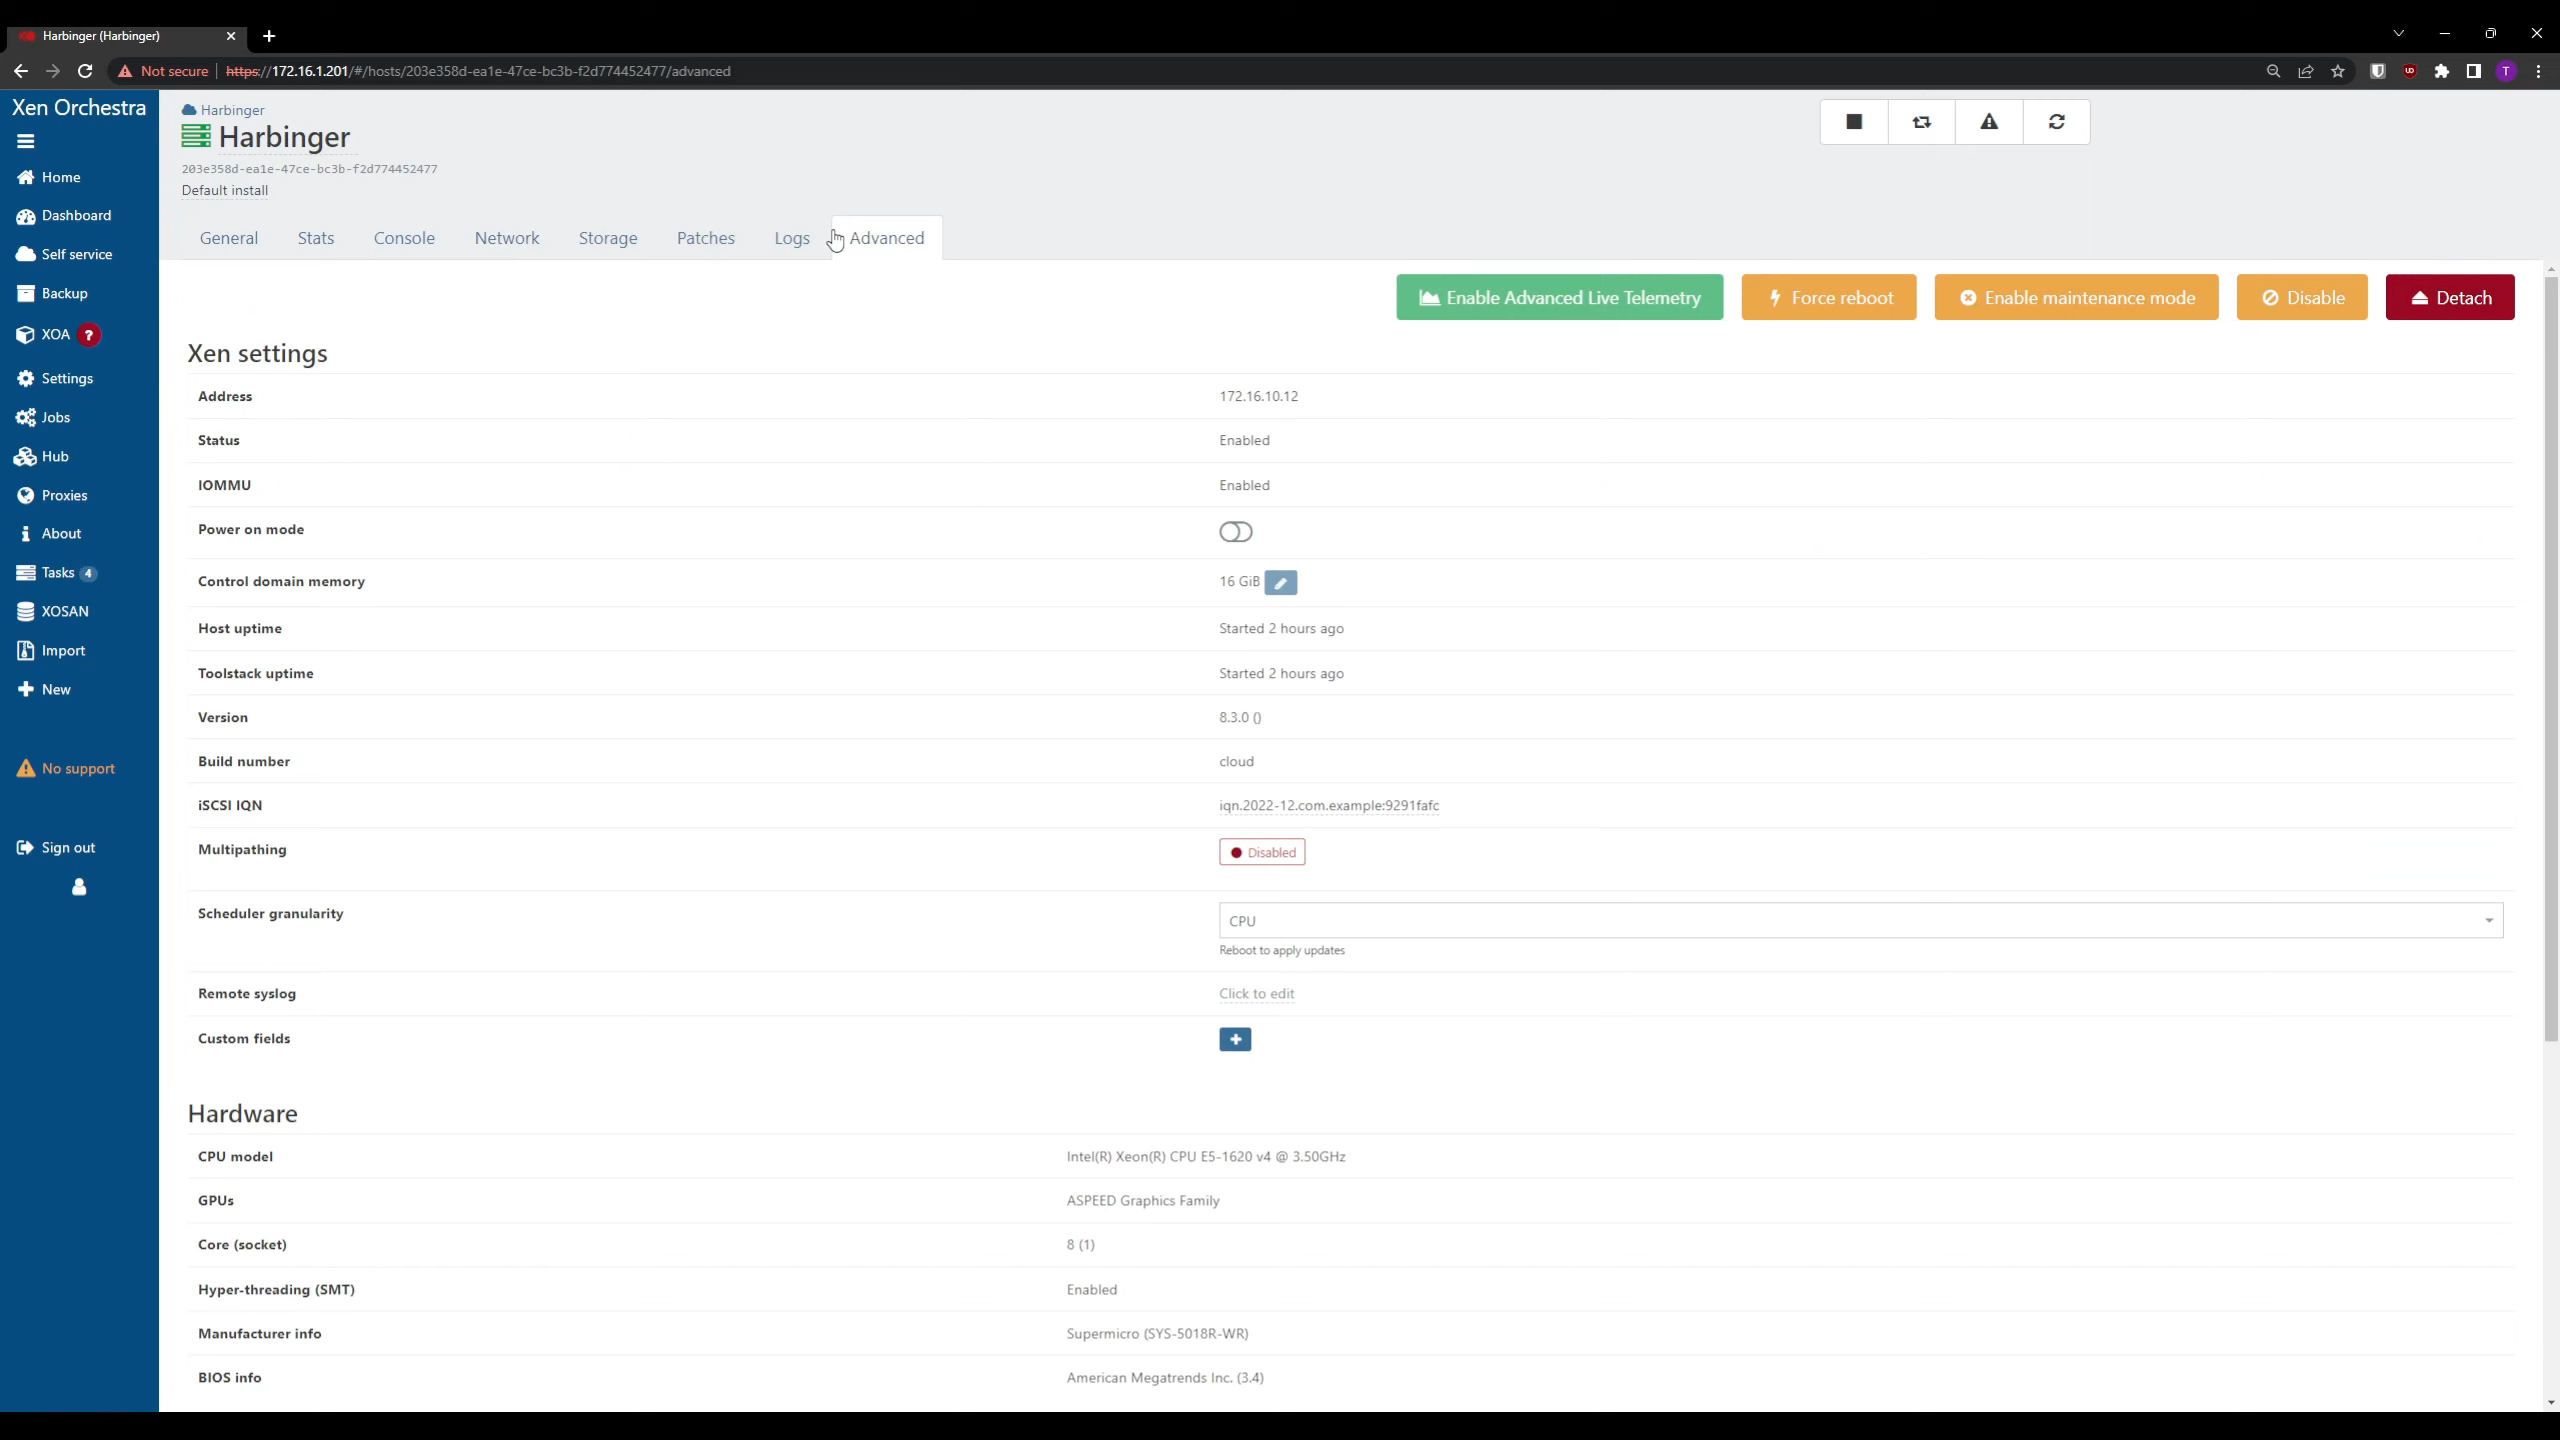 Harbinger (Harbinger)
Not secure https://172.16.1.201/#/hosts/203e358d-ea1e-47ce-bc3b-f2d774452477/advanced
T
Xen Orchestra
Home
Dashboard
Self service
Backup
XOA ?
Settings
Jobs
Hub
Proxies
About
Tasks 4
XOSAN
Import
New
No support
Sign out
Harbinger
Harbinger
203e358d-ea1e-47ce-bc3b-f2d774452477
Default install
General Stats Console Network Storage Patches Logs Advanced
Enable Advanced Live Telemetry Force reboot Enable maintenance mode Disable Detach
Xen settings
Address 172.16.10.12
Status Enabled
IOMMU Enabled
Power on mode
Control domain memory 16 GiB
Host uptime Started 2 hours ago
Toolstack uptime Started 2 hours ago
Version 8.3.0 ()
Build number cloud
iSCSI IQN iqn.2022-12.com.example:9291fafc
Multipathing Disabled
Scheduler granularity CPU
Reboot to apply updates
Remote syslog Click to edit
Custom fields
Hardware
CPU model Intel(R) Xeon(R) CPU E5-1620 v4 @ 3.50GHz
GPUs ASPEED Graphics Family
Core (socket) 8 (1)
Hyper-threading (SMT) Enabled
Manufacturer info Supermicro (SYS-5018R-WR)
BIOS info American Megatrends Inc. (3.4)